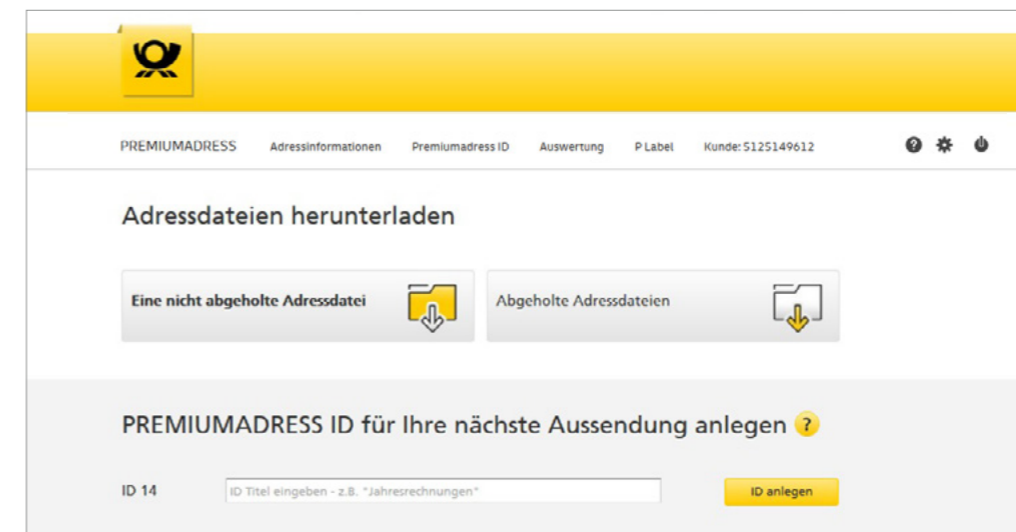 PREMIUMADRESS Adressinformationen Premiumadress ID Auswertung P Label Kunde: 5125149612 ?
Adressdateien herunterladen
Eine nicht abgeholte Adressdatei Abgeholte Adressdateien
PREMIUMADRESS ID für Ihre nächste Aussendung anlegen ?
ID 14 ID Titel eingeben - z.B. "Jahresrechnungen" ID anlegen